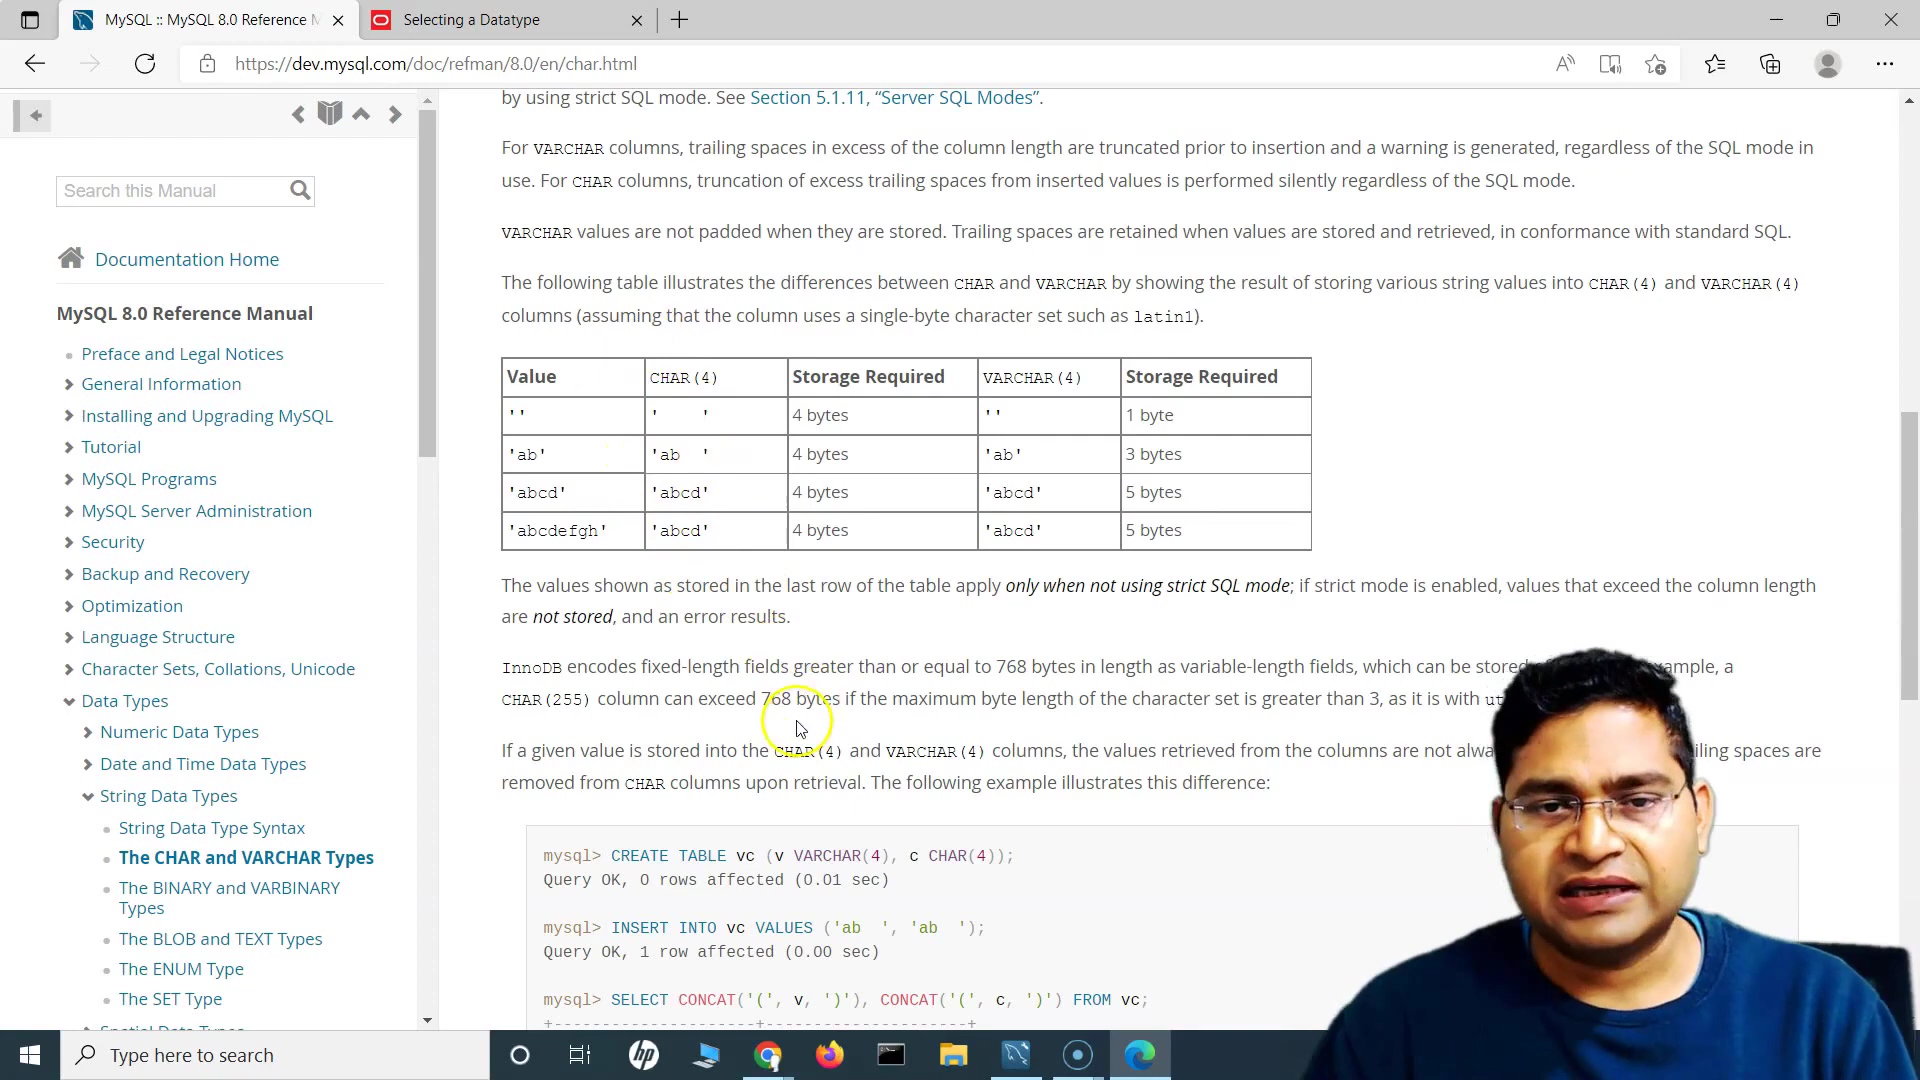 MySQL :: MySQL 8.0 Reference M
Selecting a Datatype
https://dev.mysql.com/doc/refman/8.0/en/char.html
Search this Manual
Documentation Home
MySQL 8.0 Reference Manual
Preface and Legal Notices
General Information
Installing and Upgrading MySQL
Tutorial
MySQL Programs
MySQL Server Administration
Security
Backup and Recovery
Optimization
Language Structure
Character Sets, Collations, Unicode
Data Types
Numeric Data Types
Date and Time Data Types
String Data Types
String Data Type Syntax
The CHAR and VARCHAR Types
The BINARY and VARBINARY
Types
The BLOB and TEXT Types
The ENUM Type
The SET Type
Spatial Data Types
by using strict SQL mode. See Section 5.1.11, “Server SQL Modes”.
For VARCHAR columns, trailing spaces in excess of the column length are truncated prior to insertion and a warning is generated, regardless of the SQL mode in
use. For CHAR columns, truncation of excess trailing spaces from inserted values is performed silently regardless of the SQL mode.
VARCHAR values are not padded when they are stored. Trailing spaces are retained when values are stored and retrieved, in conformance with standard SQL.
The following table illustrates the differences between CHAR and VARCHAR by showing the result of storing various string values into CHAR(4) and VARCHAR(4)
columns (assuming that the column uses a single-byte character set such as latin1).
Value CHAR(4) Storage Required VARCHAR(4) Storage Required
'' '    ' 4 bytes '' 1 byte
'ab' 'ab  ' 4 bytes 'ab' 3 bytes
'abcd' 'abcd' 4 bytes 'abcd' 5 bytes
'abcdefgh' 'abcd' 4 bytes 'abcd' 5 bytes
The values shown as stored in the last row of the table apply only when not using strict SQL mode; if strict mode is enabled, values that exceed the column length
are not stored, and an error results.
InnoDB encodes fixed-length fields greater than or equal to 768 bytes in length as variable-length fields, which can be stored a
CHAR(255) column can exceed 768 bytes if the maximum byte length of the character set is greater than 3, as it is with
If a given value is stored into the CHAR(4) and VARCHAR(4) columns, the values retrieved from the columns are not spaces are
removed from CHAR columns upon retrieval. The following example illustrates this difference:
mysql> CREATE TABLE vc (v VARCHAR(4), c CHAR(4));
Query OK, 0 rows affected (0.01 sec)
mysql> INSERT INTO vc VALUES ('ab  ', 'ab  ');
Query OK, 1 row affected (0.00 sec)
mysql> SELECT CONCAT('(', v, ')'), CONCAT('(', c, ')') FROM vc;
+---------------------+---------------------+
Type here to search
hp